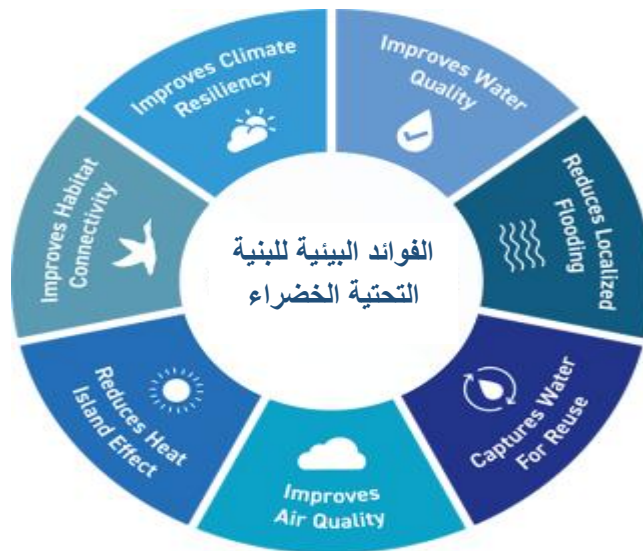 الفوائد البيئية للبنية
التحتية الخضراء
Improves Water
Quality
Reduces Localized
Flooding
Captures Water
For Reuse
Improves
Air Quality
Reduces Heat
Island Effect
Improves Habitat
Connectivity
Improves Climate
Resiliency